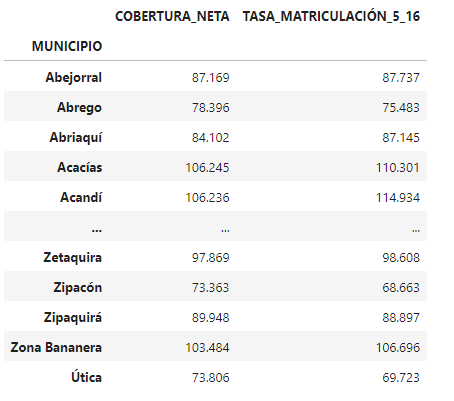 COBERTURA_NETA TASA_MATRICULACIÓN_5_16
MUNICIPIO
Abejorral 87.169 87.737
Abrego 78.396 75.483
Abriaquí 84.102 87.145
Acacías 106.245 110.301
Acandí 106.236 114.934
... ... ...
Zetaquira 97.869 98.608
Zipacón 73.363 68.663
Zipaquirá 89.948 88.897
Zona Bananera 103.484 106.696
Útica 73.806 69.723